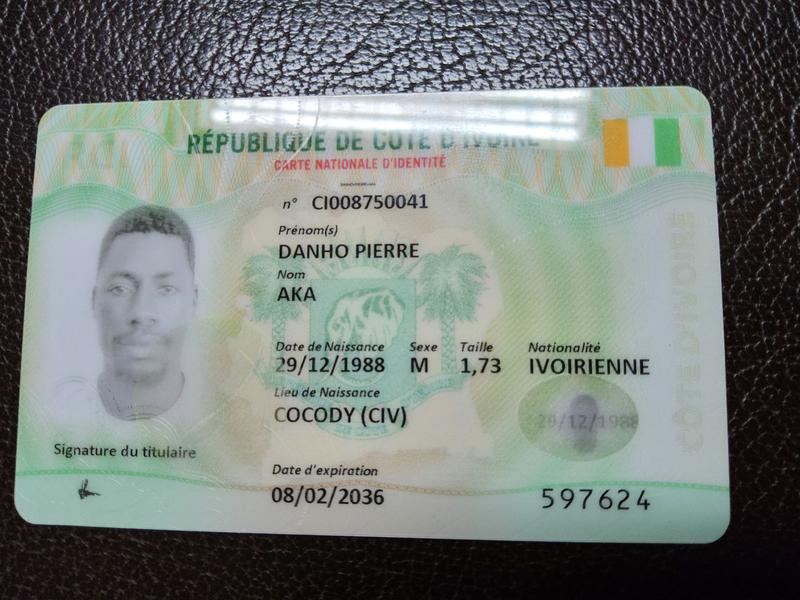 RÉPUBLIQUE DE CÔTE D'IVOIRE
CARTE NATIONALE D'IDENTITÉ
n° CI008750041
Prénom(s)
DANHO PIERRE
Nom
AKA
Date de Naissance Sexe Taille Nationalité
29/12/1988 M 1,73 IVOIRIENNE
Lieu de Naissance
COCODY (CIV)
29/12/1988
Signature du titulaire
Date d'expiration
08/02/2036
597624
CÔTE D'IVOIRE